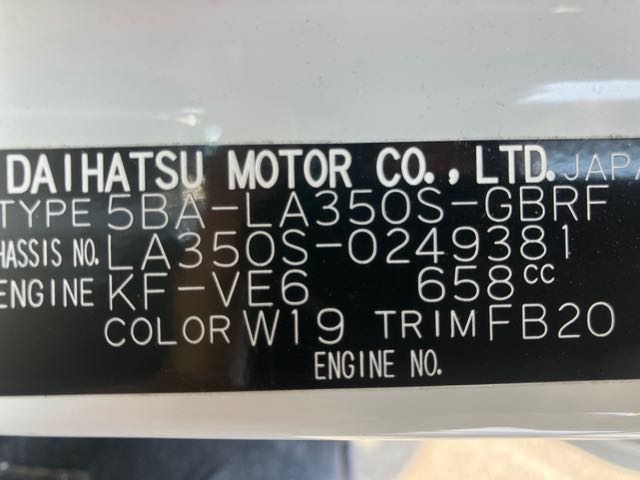 DAIHATSU MOTOR CO., LTD. JAPA
TYPE 5BA-LA350S-GBRF
CHASSIS NO. LA350S-0249381
ENGINE KF-VE6 658cc
COLOR W19 TRIM FB20
ENGINE NO.